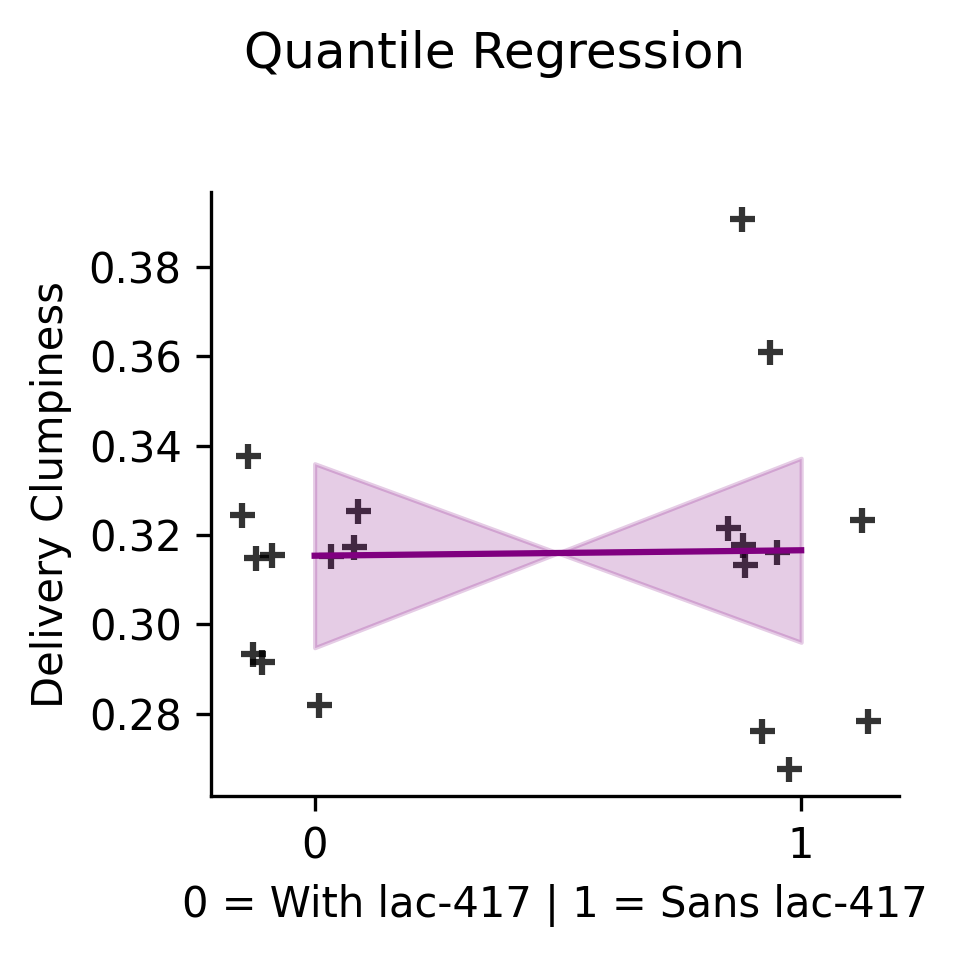 Quantile Regression
Delivery Clumpiness
0.38
0.36
0.34
0.32
0.30
0.28
0
1
0 = With lac-417 | 1 = Sans lac-417